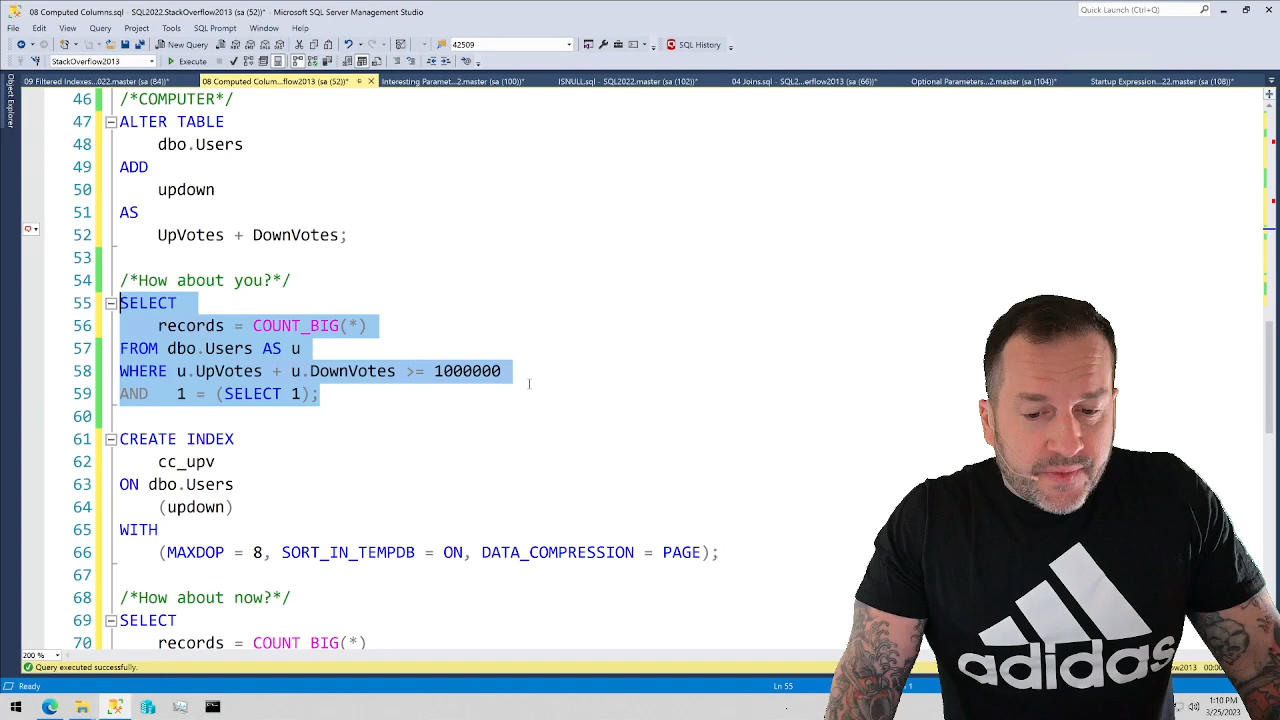 08 Computed Columns.sql - SQL2022.StackOverflow2013 (sa (52))* - Microsoft SQL Server Management Studio
Quick Launch (Ctrl+Q)
File Edit View Query Project Tools SQL Prompt Window Help
New Query 42509 SQL History
StackOverflow2013 Execute
09 Filtered Indexes...022.master (sa (84))* 08 Computed Colum...flow2013 (sa (52))* Interesting Paramet...2.master (sa (100))* ISNULL.sql - SQL2022.master (sa (102))* 04 Joins.sql - SQL2...erflow2013 (sa (66))* Optional Parameters...2.master (sa (104))* Startup Expression...22.master (sa (108))*
Object Explorer
46 /*COMPUTER*/
47 ALTER TABLE
48 dbo.Users
49 ADD
50 updown
51 AS
52 UpVotes + DownVotes;
53
54 /*How about you?*/
55 SELECT
56 records = COUNT_BIG(*)
57 FROM dbo.Users AS u
58 WHERE u.UpVotes + u.DownVotes >= 1000000
59 AND 1 = (SELECT 1);
60
61 CREATE INDEX
62 cc_upv
63 ON dbo.Users
64 (updown)
65 WITH
66 (MAXDOP = 8, SORT_IN_TEMPDB = ON, DATA_COMPRESSION = PAGE);
67
68 /*How about now?*/
69 SELECT
70 records = COUNT_BIG(*)
adidas
200 %
Query executed successfully.
Ready Ln 55
1:10 PM
3/25/2023